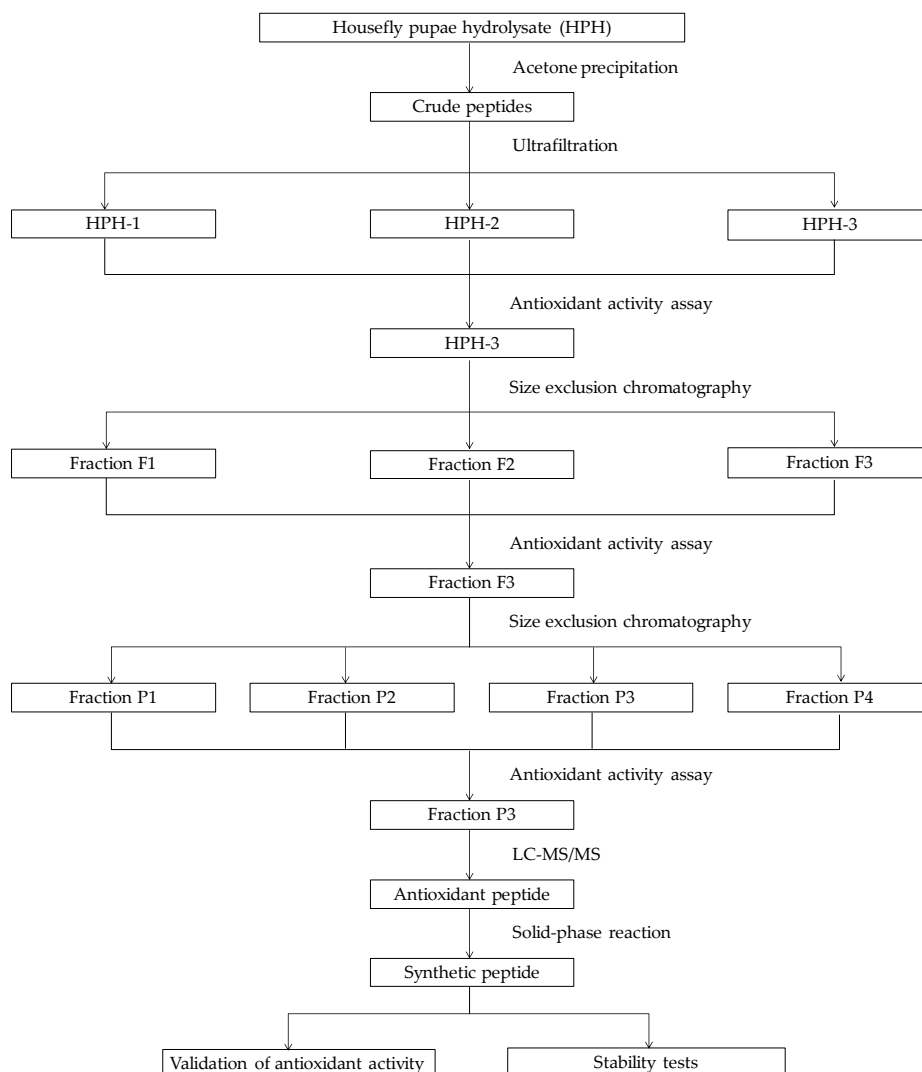 Housefly pupae hydrolysate (HPH)
Acetone precipitation
Crude peptides
Ultrafiltration
HPH-1
HPH-2
HPH-3
Antioxidant activity assay
HPH-3
Size exclusion chromatography
Fraction F1
Fraction F2
Fraction F3
Antioxidant activity assay
Fraction F3
Size exclusion chromatography
Fraction P1
Fraction P2
Fraction P3
Fraction P4
Antioxidant activity assay
Fraction P3
LC-MS/MS
Antioxidant peptide
Solid-phase reaction
Synthetic peptide
Validation of antioxidant activity
Stability tests